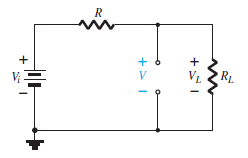 R
+ + +
Vi V VL RL
− − −